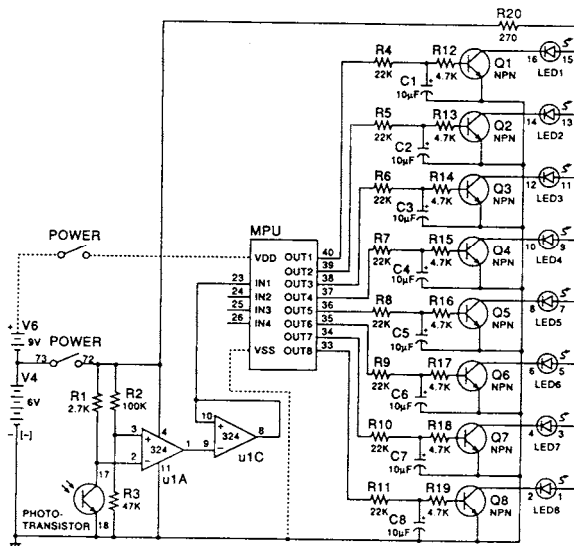 R20
270
R4
22K
R12
4.7K
C1
10µF
Q1
NPN
16 15
LED1
R5
22K
R13
4.7K
C2
10µF
Q2
NPN
14 13
LED2
R6
22K
R14
4.7K
C3
10µF
Q3
NPN
12 11
LED3
R7
22K
R15
4.7K
C4
10µF
Q4
NPN
10 9
LED4
R8
22K
R16
4.7K
C5
10µF
Q5
NPN
8 7
LED5
R9
22K
R17
4.7K
C6
10µF
Q6
NPN
6 5
LED6
R10
22K
R18
4.7K
C7
10µF
Q7
NPN
4 3
LED7
R11
22K
R19
4.7K
C8
10µF
Q8
NPN
2 1
LED8
MPU
VDD
23 IN1
24 IN2
25 IN3
26 IN4
VSS
OUT1 40
OUT2 39
OUT3 38
OUT4 37
OUT5 36
OUT6 35
OUT7 34
OUT8 33
POWER
V6
9V
POWER
73 72
V4
6V
[-]
R1
2.7K
R2
100K
R3
47K
3 + 4
324 1
2 − 11
u1A
10 +
324 8
9 −
u1C
17
18
PHOTO-
TRANSISTOR